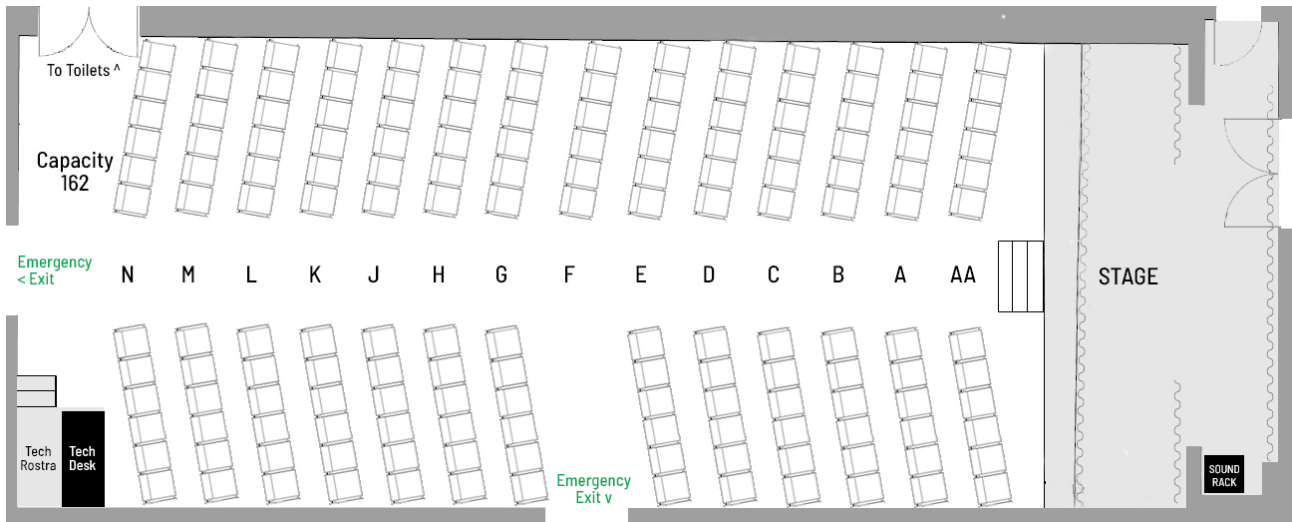 To Toilets ^
Capacity
162
Emergency
< Exit
N M L K J H G F E D C B A AA
STAGE
Tech
Rostra
Tech
Desk
Emergency
Exit v
SOUND
RACK